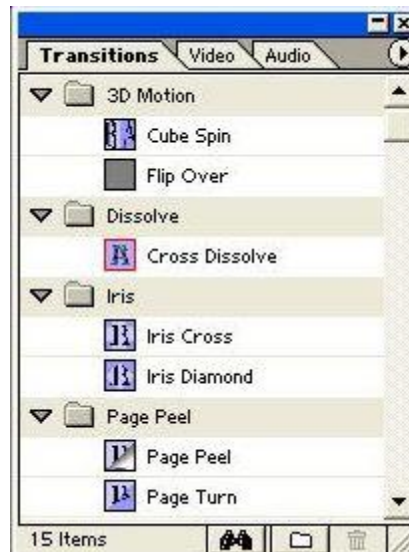 Transitions Video Audio
3D Motion
Cube Spin
Flip Over
Dissolve
Cross Dissolve
Iris
Iris Cross
Iris Diamond
Page Peel
Page Peel
Page Turn
15 Items